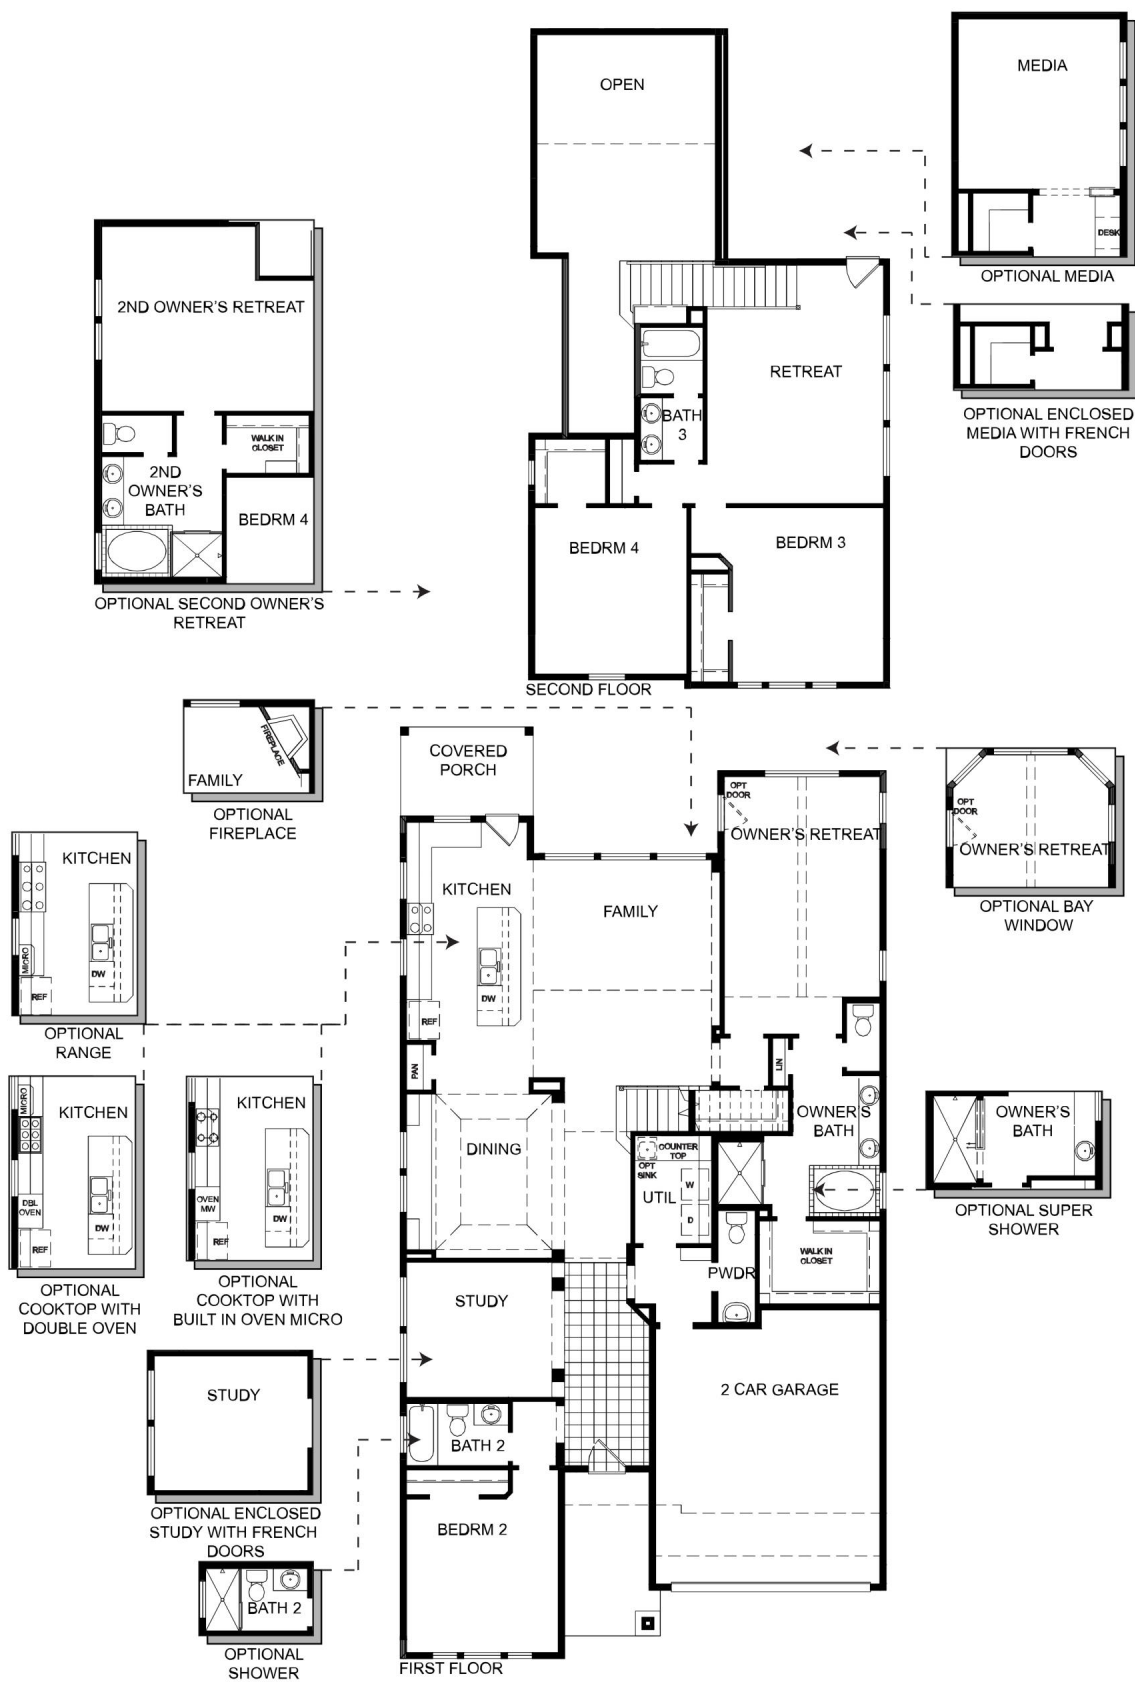 OPEN
MEDIA
DESK
OPTIONAL MEDIA
2ND OWNER'S RETREAT
WALK IN
CLOSET
2ND
OWNER'S
BATH
BEDRM 4
OPTIONAL SECOND OWNER'S
RETREAT
RETREAT
BATH
3
OPTIONAL ENCLOSED
MEDIA WITH FRENCH
DOORS
BEDRM 4
BEDRM 3
SECOND FLOOR
FIREPLACE
FAMILY
OPTIONAL
FIREPLACE
COVERED
PORCH
OPT
DOOR
OWNER'S RETREAT
OPT
DOOR
OWNER'S RETREAT
OPTIONAL BAY
WINDOW
KITCHEN
MICRO
DW
REF
OPTIONAL
RANGE
KITCHEN
FAMILY
DW
REF
PAN
LIN
MICRO
KITCHEN
DBL
OVEN
DW
REF
OPTIONAL
COOKTOP WITH
DOUBLE OVEN
KITCHEN
OVEN
MW
DW
REF
OPTIONAL
COOKTOP WITH
BUILT IN OVEN MICRO
DINING
COUNTER
TOP
OPT
SINK
UTIL
W
D
OWNER'S
BATH
OWNER'S
BATH
OPTIONAL SUPER
SHOWER
WALK IN
CLOSET
PWDR
STUDY
2 CAR GARAGE
STUDY
OPTIONAL ENCLOSED
STUDY WITH FRENCH
DOORS
BATH 2
BEDRM 2
BATH 2
OPTIONAL
SHOWER
FIRST FLOOR